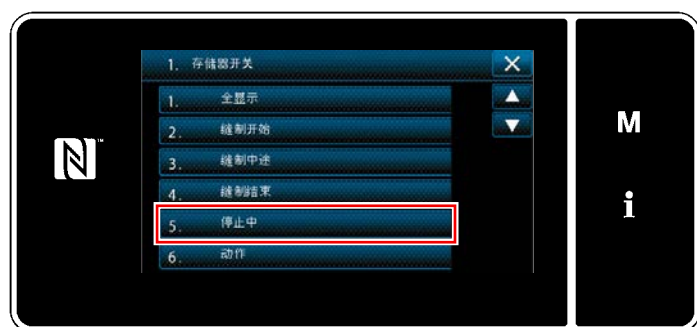 1. 存储器开关
1. 全显示
2. 缝制开始
3. 缝制中途
4. 缝制结束
5. 停止中
6. 动作
N
M
i